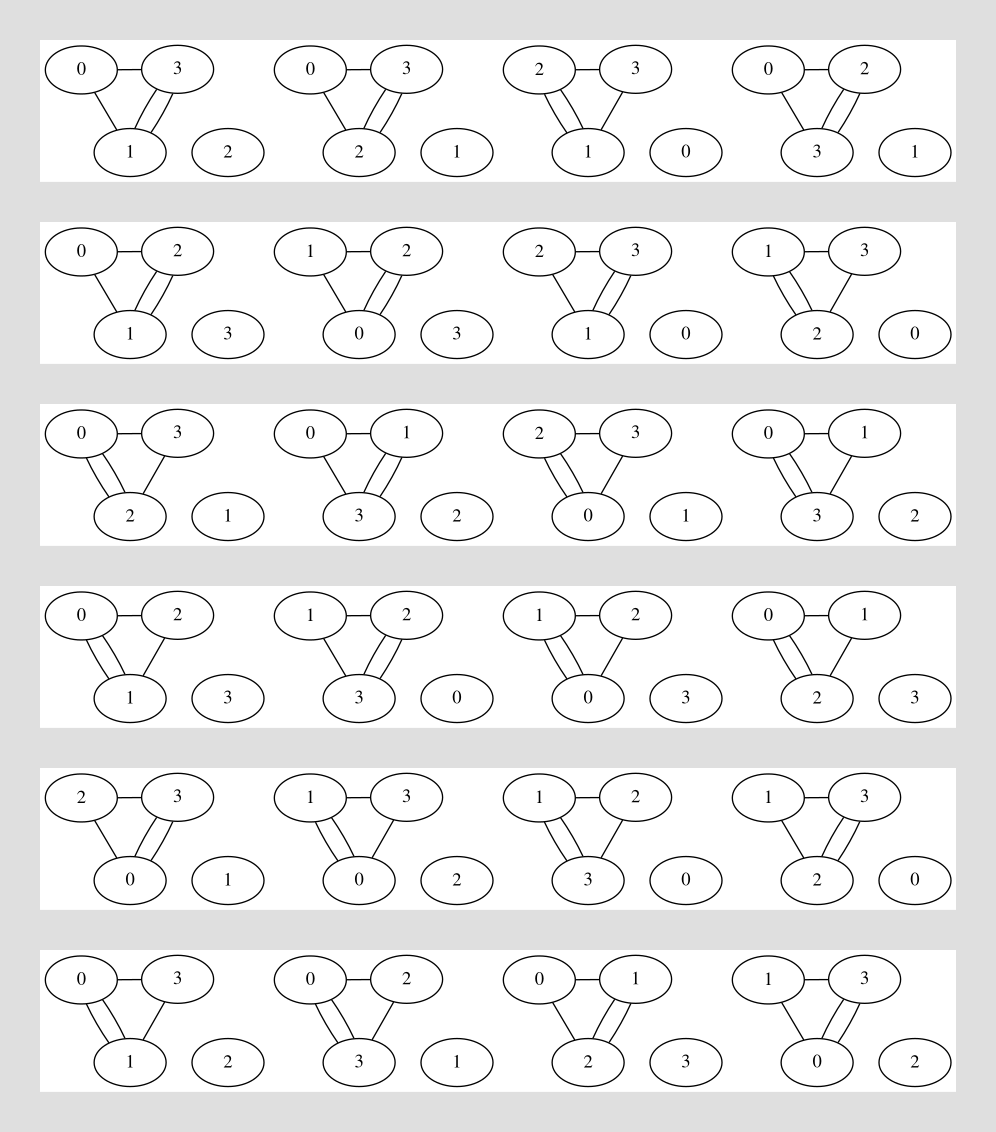 0 3 0 3 2 3 0 2
1 2 2 1 1 0 3 1
0 2 1 2 2 3 1 3
1 3 0 3 1 0 2 0
0 3 0 1 2 3 0 1
2 1 3 2 0 1 3 2
0 2 1 2 1 2 0 1
1 3 3 0 0 3 2 3
2 3 1 3 1 2 1 3
0 1 0 2 3 0 2 0
0 3 0 2 0 1 1 3
1 2 3 1 2 3 0 2